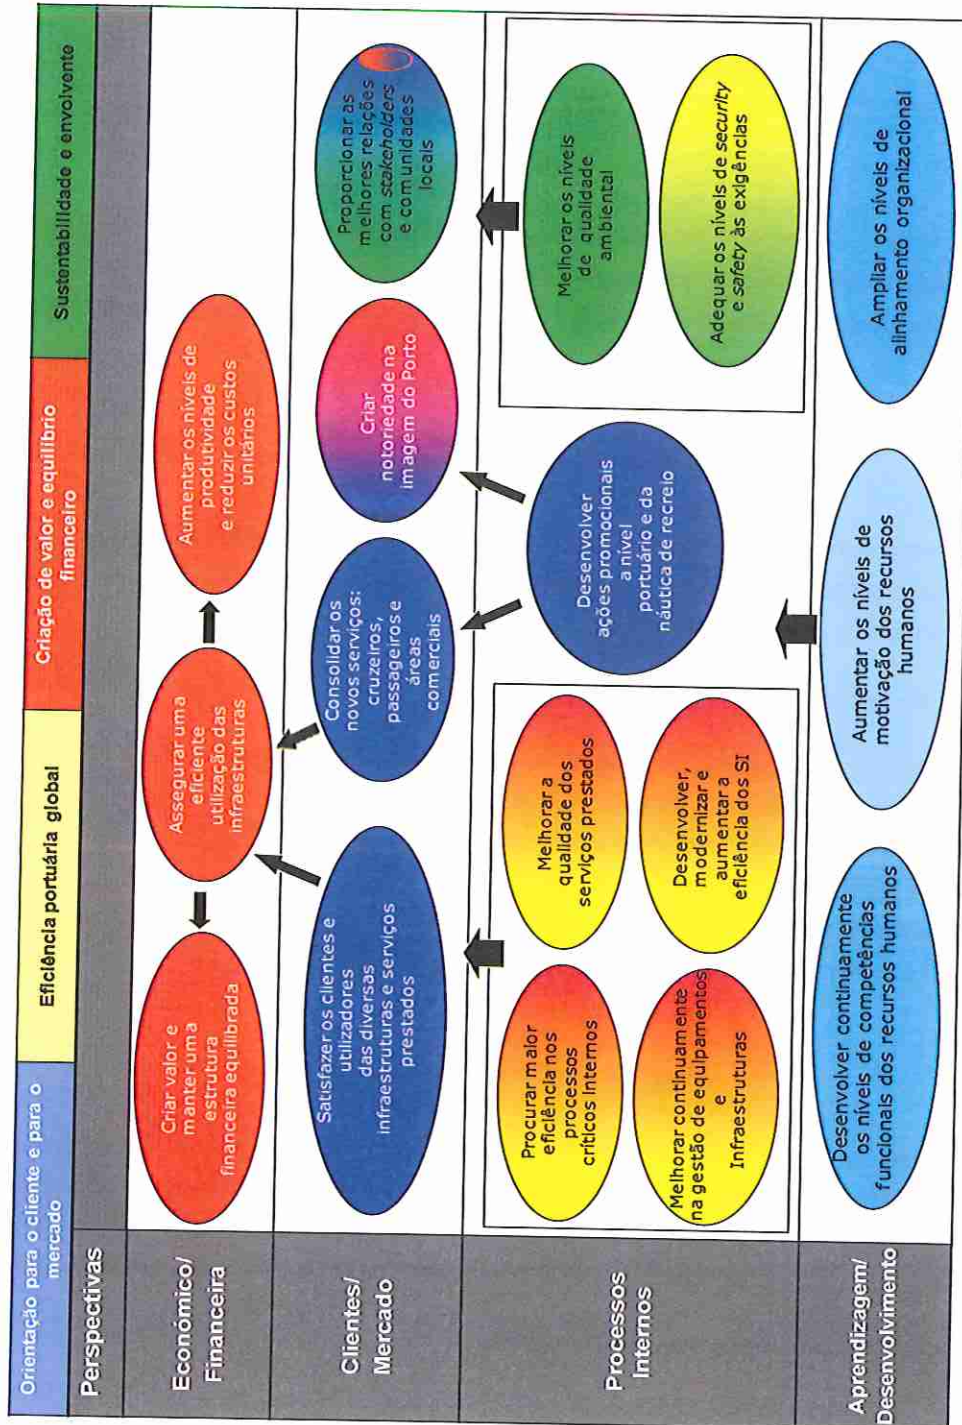 Orientação para o cliente e para o
mercado
Eficiência portuária global
Criação de valor e equilíbrio
financeiro
Sustentabilidade e envolvente
Perspectivas
Económico/
Financeira
Criar valor e
manter uma
estrutura
financeira equilibrada
Assegurar uma
eficiente
utilização das
infraestruturas
Aumentar os níveis de
produtividade
e reduzir os custos
unitários
Clientes/
Mercado
Satisfazer os clientes e
utilizadores
das diversas
infraestruturas e serviços
prestados
Consolidar os
novos serviços:
cruzeiros,
passageirose
áreas
comerciais
Criar
notoriedade na
imagem do Porto
Proporcionar as
melhores relações
com stakeholders
e comunidades
locais
Processos
Internos
Procurar maior
eficiência nos
processos
críticos internos
Melhorar a
qualidade dos
serviços prestados
Melhorar continuamente
na gestão de equipamentos
e
Infraestruturas
Desenvolver,
modernizar e
aumentar a
eficiência dos SI
Desenvolver
ações promocionais
a nível
portuário e da
náutica de recreio
Melhorar os níveis
de qualidade
ambiental
Adequar os níveis de security
e safety às exigências
Aprendizagem/
Desenvolvimento
Desenvolver continuamente
os níveis de competências
funcionais dos recursos humanos
Aumentar os níveis de
motivação dos recursos
humanos
Ampliar os níveis de
alinhamento organizacional